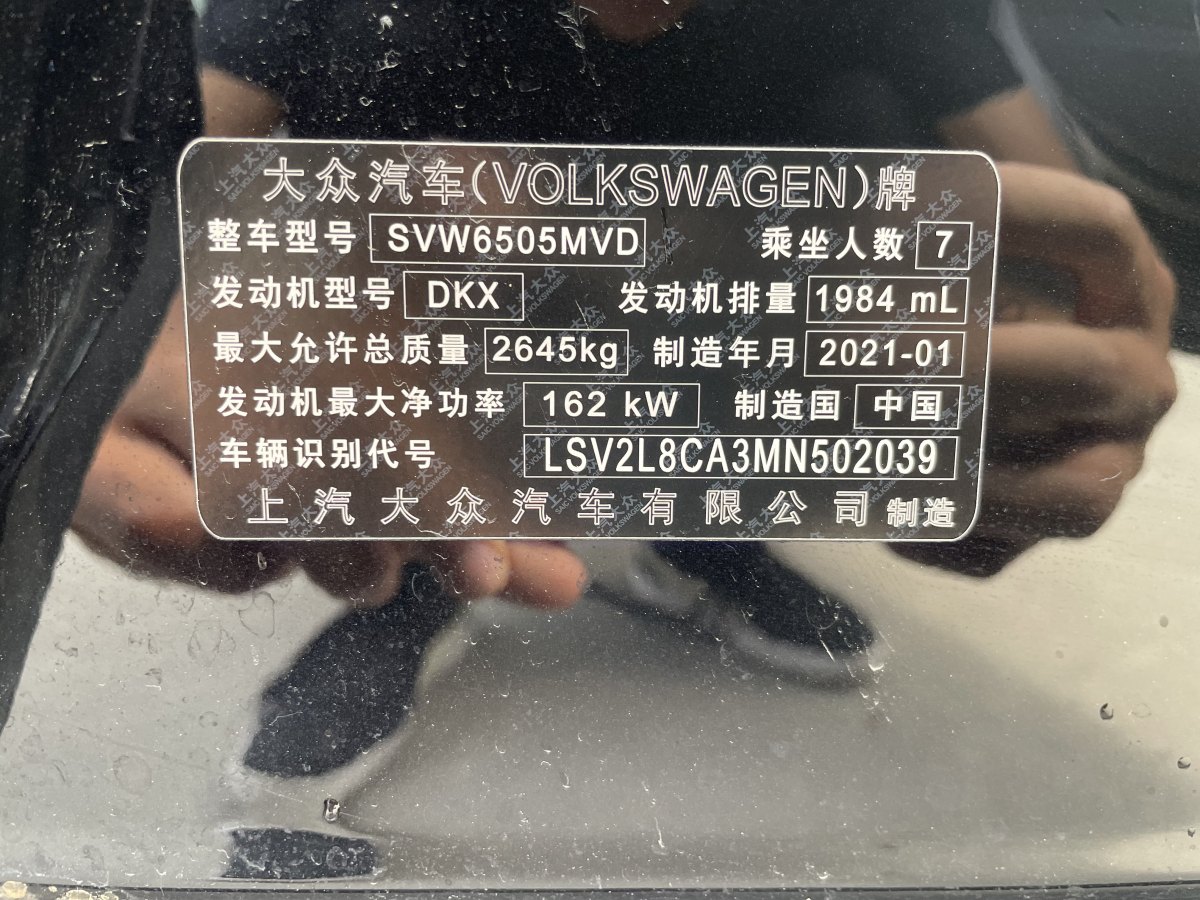 大众汽车(VOLKSWAGEN)牌
整车型号 SVW6505MVD 乘坐人数 7
发动机型号 DKX 发动机排量 1984 mL
最大允许总质量 2645kg 制造年月 2021-01
发动机最大净功率 162 kW 制造国 中国
车辆识别代号 LSV2L8CA3MN502039
上汽大众汽车有限公司 制造